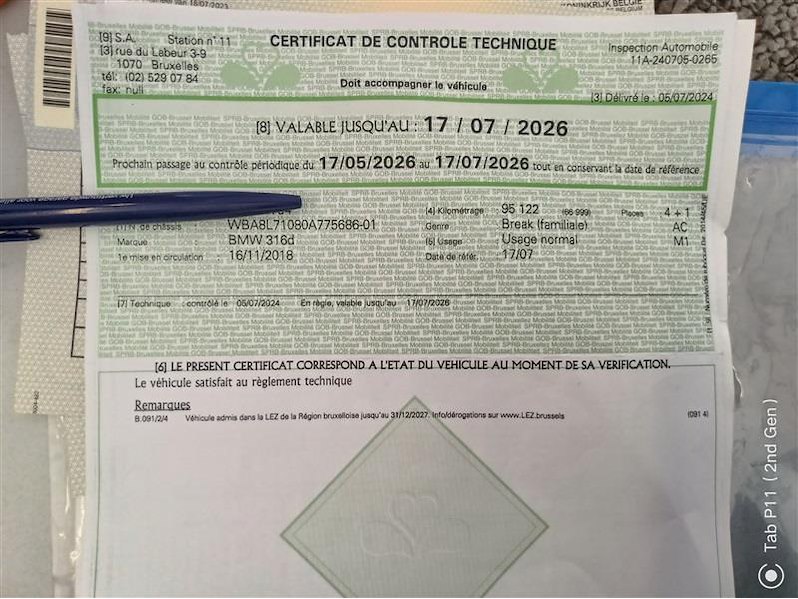 [9] S.A. Station n°11
[3] rue du Labeur 3-9
1070 Bruxelles
tél: (02) 529 07 84
fax: null
CERTIFICAT DE CONTROLE TECHNIQUE
Doit accompagner le véhicule
Inspection Automobile
11A-240705-0265
[3] Délivré le : 05/07/2024
[8] VALABLE JUSQU'AU : 17 / 07 / 2026
Prochain passage au contrôle périodique du 17/05/2026 au 17/07/2026 tout en conservant la date de référence
de chassis : WBA8L71080A775686-01
Marque : BMW 316d
1e mise en circulation : 16/11/2018
[4] Kilométrage 95 122 (66 999) Places 4 + 1
Genre Break (familiale) AC
[5] Usage Usage normal M1
Date de référ. 17/07
[7] Technique : contrôlé le 05/07/2024 En règle, valable jusqu'au 17/07/2026
[6] LE PRESENT CERTIFICAT CORRESPOND A L'ETAT DU VEHICULE AU MOMENT DE SA VERIFICATION.
Le véhicule satisfait au règlement technique
Remarques
B.091/2/4 Véhicule admis dans la LEZ de la Région bruxelloise jusqu'au 31/12/2027. Info/dérogations sur www.LEZ.brussels (091 4)
Tab P11 ( 2nd Gen )